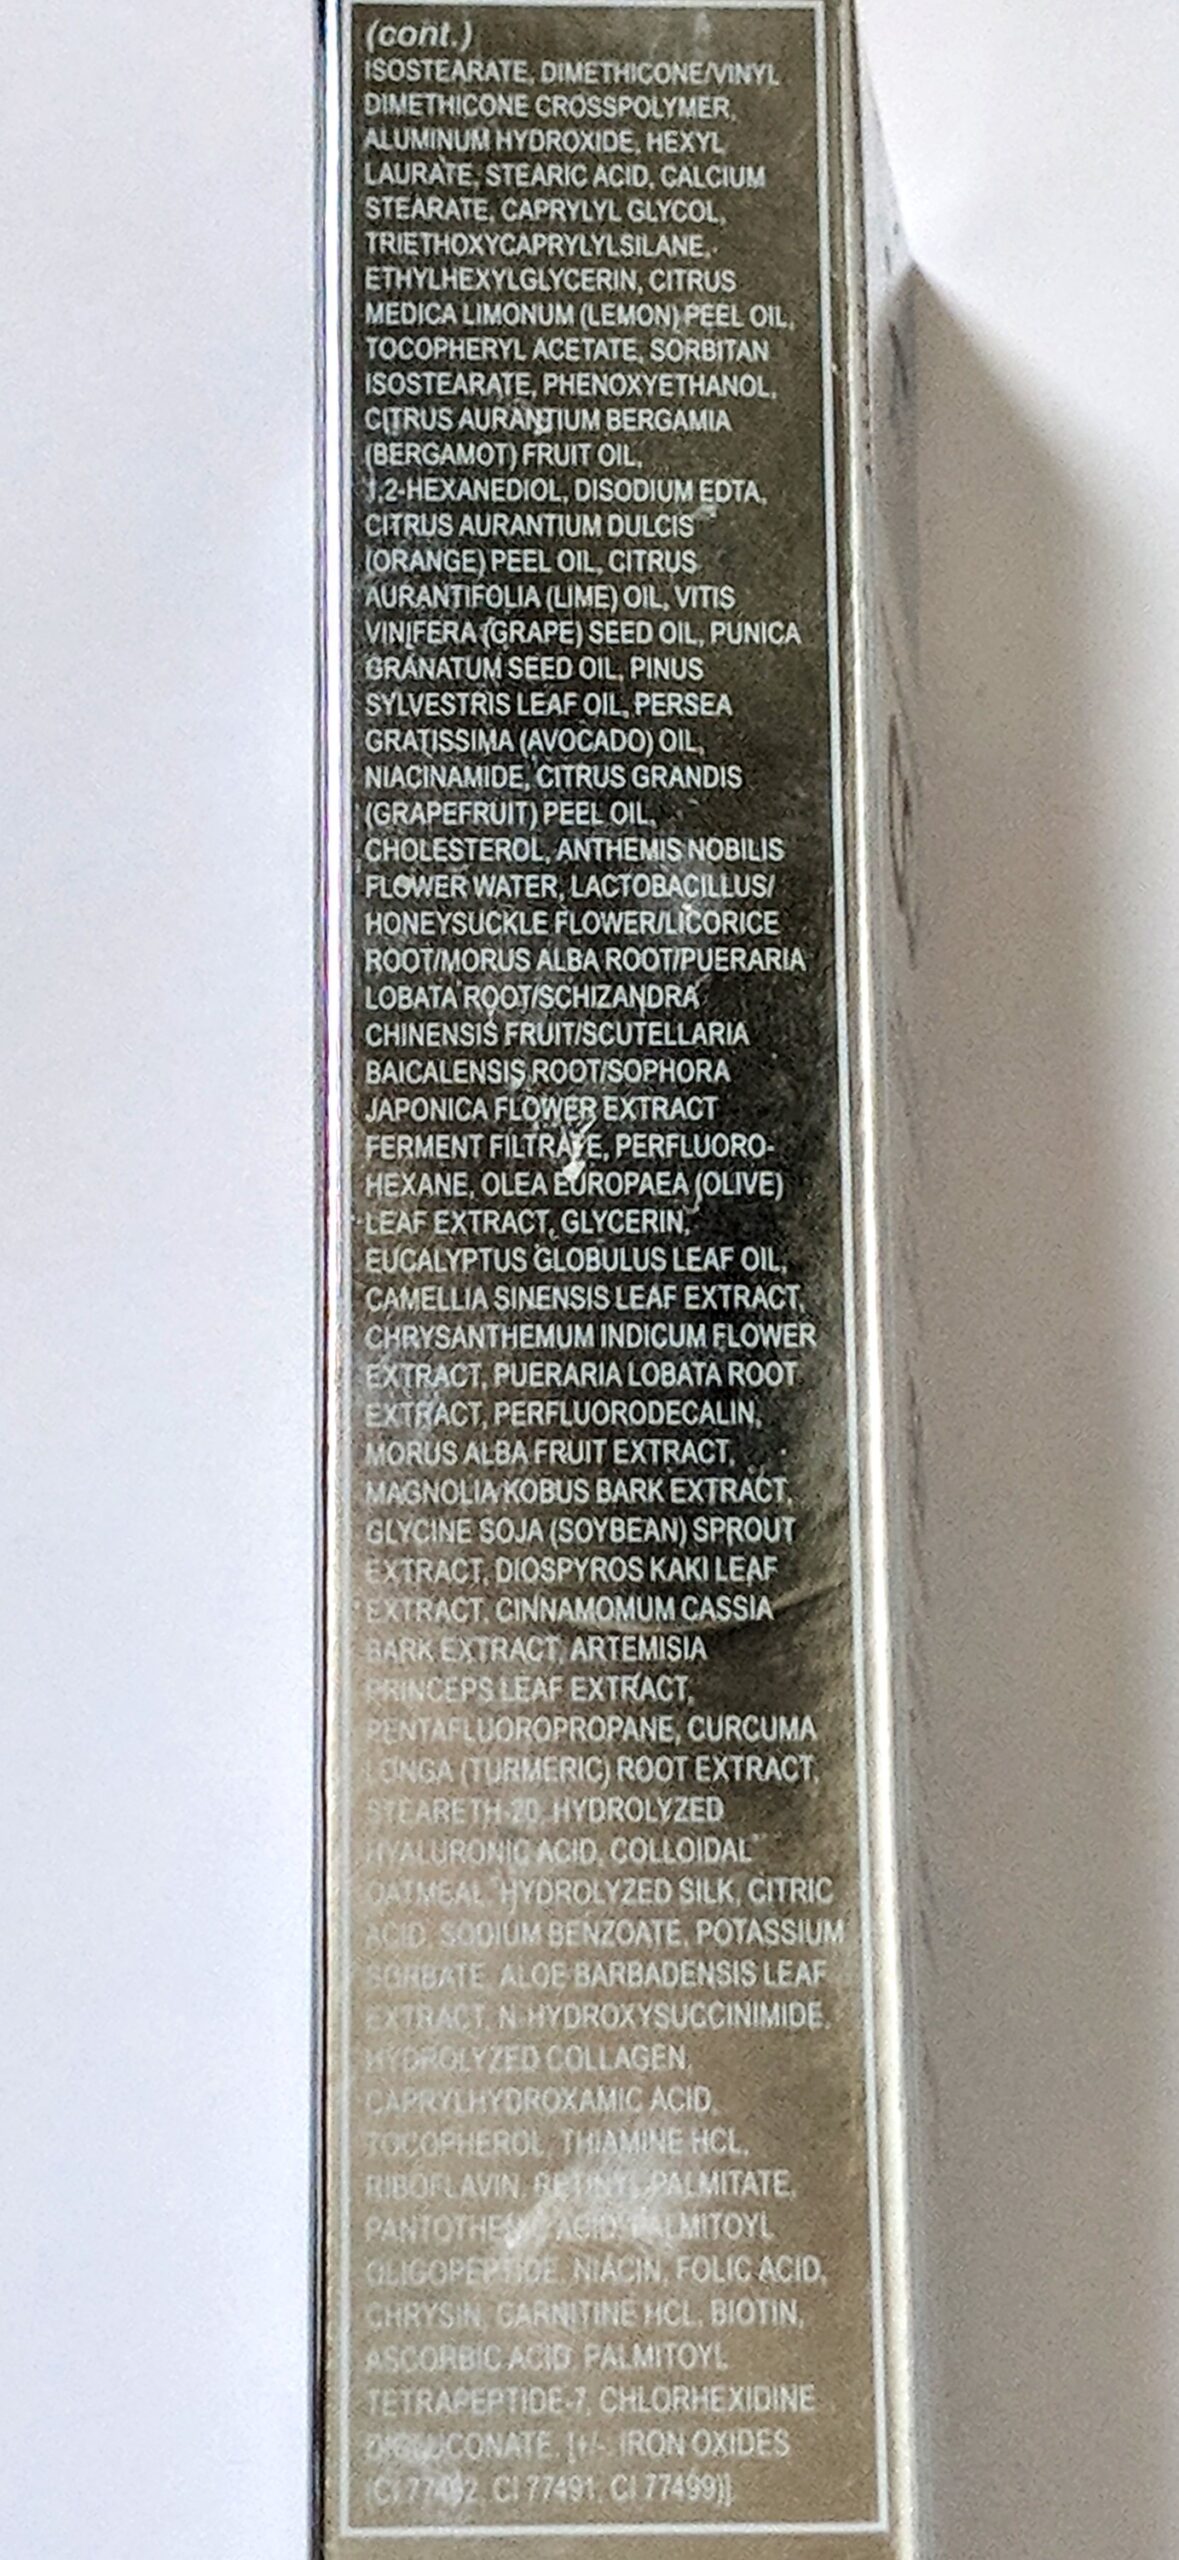 (cont.)
ISOSTEARATE, DIMETHICONE/VINYL
DIMETHICONE CROSSPOLYMER,
ALUMINUM HYDROXIDE, HEXYL
LAURATE, STEARIC ACID, CALCIUM
STEARATE, CAPRYLYL GLYCOL,
TRIETHOXYCAPRYLYLSILANE,
ETHYLHEXYLGLYCERIN, CITRUS
MEDICA LIMONUM (LEMON) PEEL OIL,
TOCOPHERYL ACETATE, SORBITAN
ISOSTEARATE, PHENOXYETHANOL,
CITRUS AURANTIUM BERGAMIA
(BERGAMOT) FRUIT OIL,
1,2-HEXANEDIOL, DISODIUM EDTA,
CITRUS AURANTIUM DULCIS
(ORANGE) PEEL OIL, CITRUS
AURANTIFOLIA (LIME) OIL, VITIS
VINIFERA (GRAPE) SEED OIL, PUNICA
GRANATUM SEED OIL, PINUS
SYLVESTRIS LEAF OIL, PERSEA
GRATISSIMA (AVOCADO) OIL,
NIACINAMIDE, CITRUS GRANDIS
(GRAPEFRUIT) PEEL OIL,
CHOLESTEROL, ANTHEMIS NOBILIS
FLOWER WATER, LACTOBACILLUS/
HONEYSUCKLE FLOWER/LICORICE
ROOT/MORUS ALBA ROOT/PUERARIA
LOBATA ROOT/SCHIZANDRA
CHINENSIS FRUIT/SCUTELLARIA
BAICALENSIS ROOT/SOPHORA
JAPONICA FLOWER EXTRACT
FERMENT FILTRATE, PERFLUORO-
HEXANE, OLEA EUROPAEA (OLIVE)
LEAF EXTRACT, GLYCERIN,
EUCALYPTUS GLOBULUS LEAF OIL,
CAMELLIA SINENSIS LEAF EXTRACT,
CHRYSANTHEMUM INDICUM FLOWER
EXTRACT, PUERARIA LOBATA ROOT
EXTRACT, PERFLUORODECALIN,
MORUS ALBA FRUIT EXTRACT,
MAGNOLIA KOBUS BARK EXTRACT,
GLYCINE SOJA (SOYBEAN) SPROUT
EXTRACT, DIOSPYROS KAKI LEAF
EXTRACT, CINNAMOMUM CASSIA
BARK EXTRACT, ARTEMISIA
PRINCEPS LEAF EXTRACT,
PENTAFLUOROPROPANE, CURCUMA
LONGA (TURMERIC) ROOT EXTRACT,
STEARETH-20, HYDROLYZED
HYALURONIC ACID, COLLOIDAL
OATMEAL, HYDROLYZED SILK, CITRIC
ACID, SODIUM BENZOATE, POTASSIUM
SORBATE, ALOE BARBADENSIS LEAF
EXTRACT, N-HYDROXYSUCCINIMIDE,
HYDROLYZED COLLAGEN,
CAPRYLHYDROXAMIC ACID,
TOCOPHEROL, THIAMINE HCL,
RIBOFLAVIN, RETINYL PALMITATE,
PANTOTHENIC ACID, PALMITOYL
OLIGOPEPTIDE, NIACIN, FOLIC ACID,
CHRYSIN, CARNITINE HCL, BIOTIN,
ASCORBIC ACID, PALMITOYL
TETRAPEPTIDE-7, CHLORHEXIDINE
DIGLUCONATE, [+/-, IRON OXIDES
(CI 77492, CI 77491, CI 77499)]